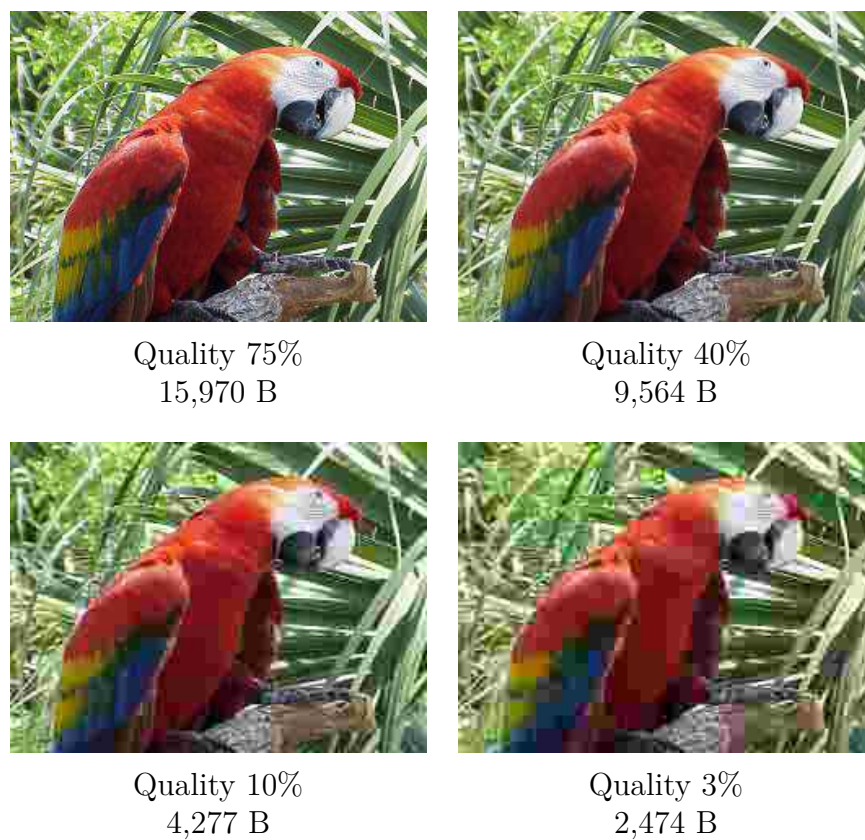 Quality 75%
15,970 B
Quality 40%
9,564 B
Quality 10%
4,277 B
Quality 3%
2,474 B